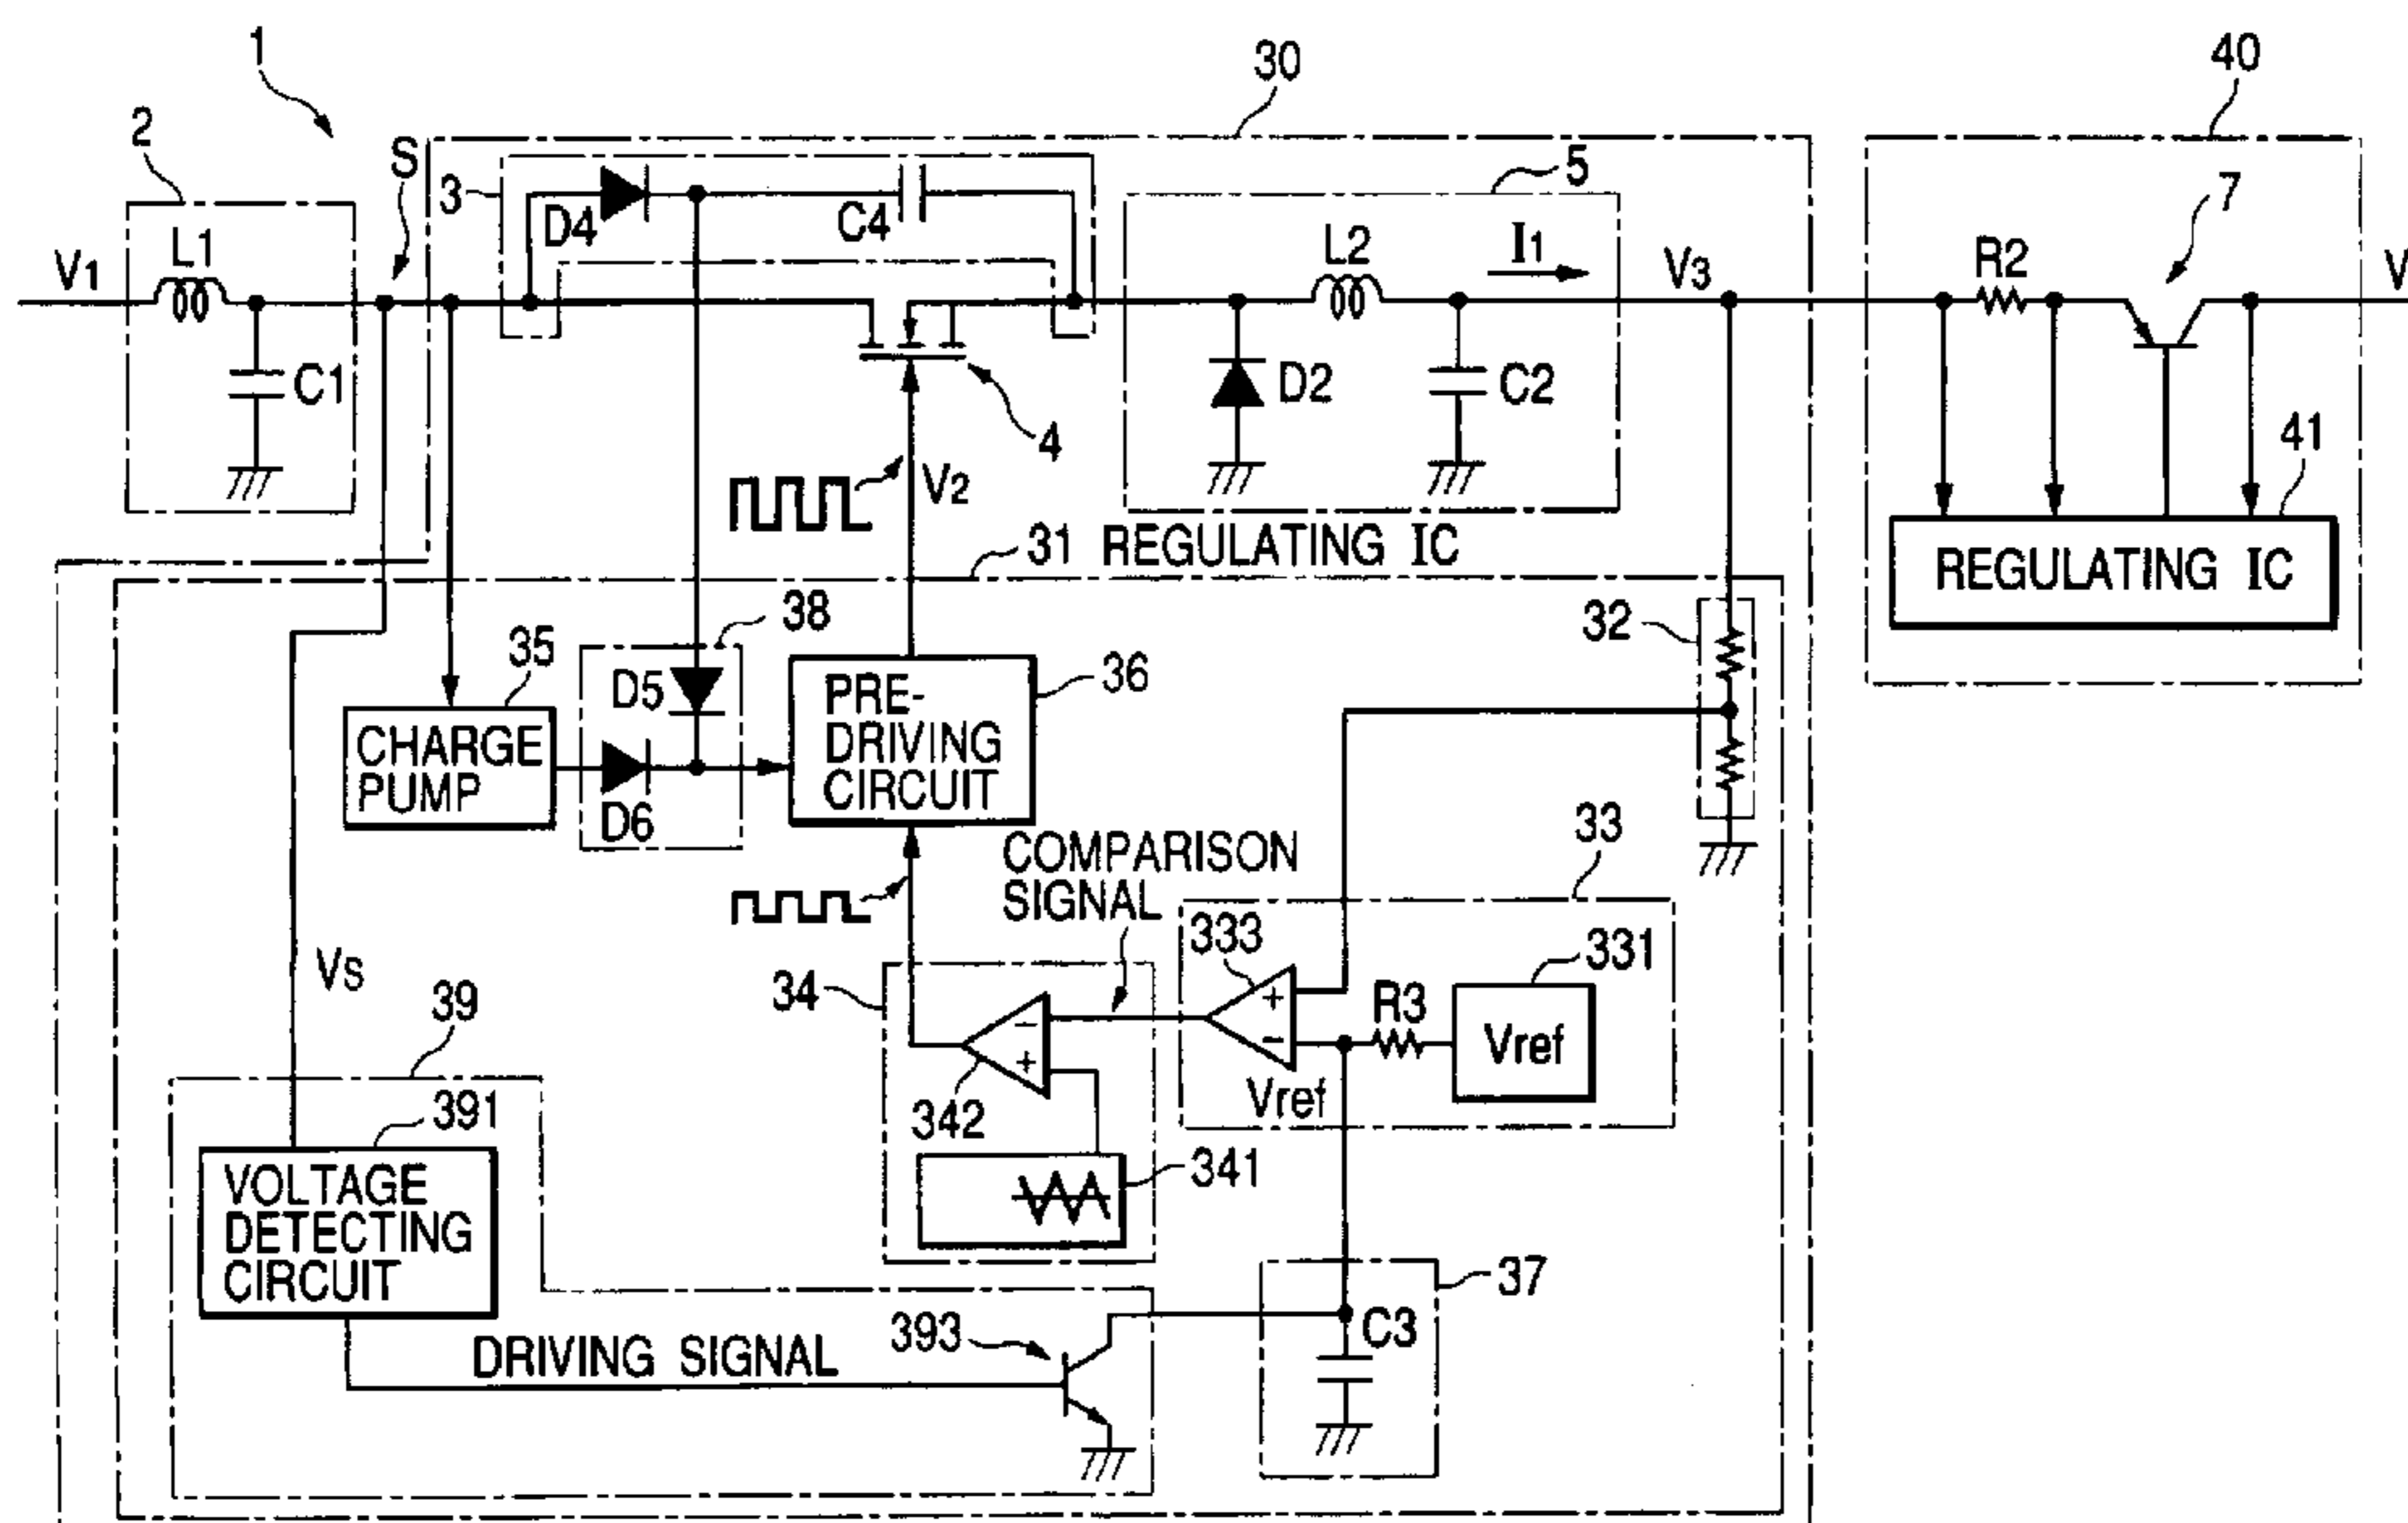 1
30
40
2
S
3
5
7
D4
C4
V1
L1
L2
I1
V3
R2
V
C1
D2
C2
4
V2
41
31 REGULATING IC
REGULATING IC
38
32
35
D5
36
CHARGE
PUMP
PRE-
DRIVING
CIRCUIT
D6
33
COMPARISON
SIGNAL
333
331
VS
34
R3
Vref
39
342
Vref
391
341
VOLTAGE
DETECTING
CIRCUIT
37
C3
393
DRIVING SIGNAL